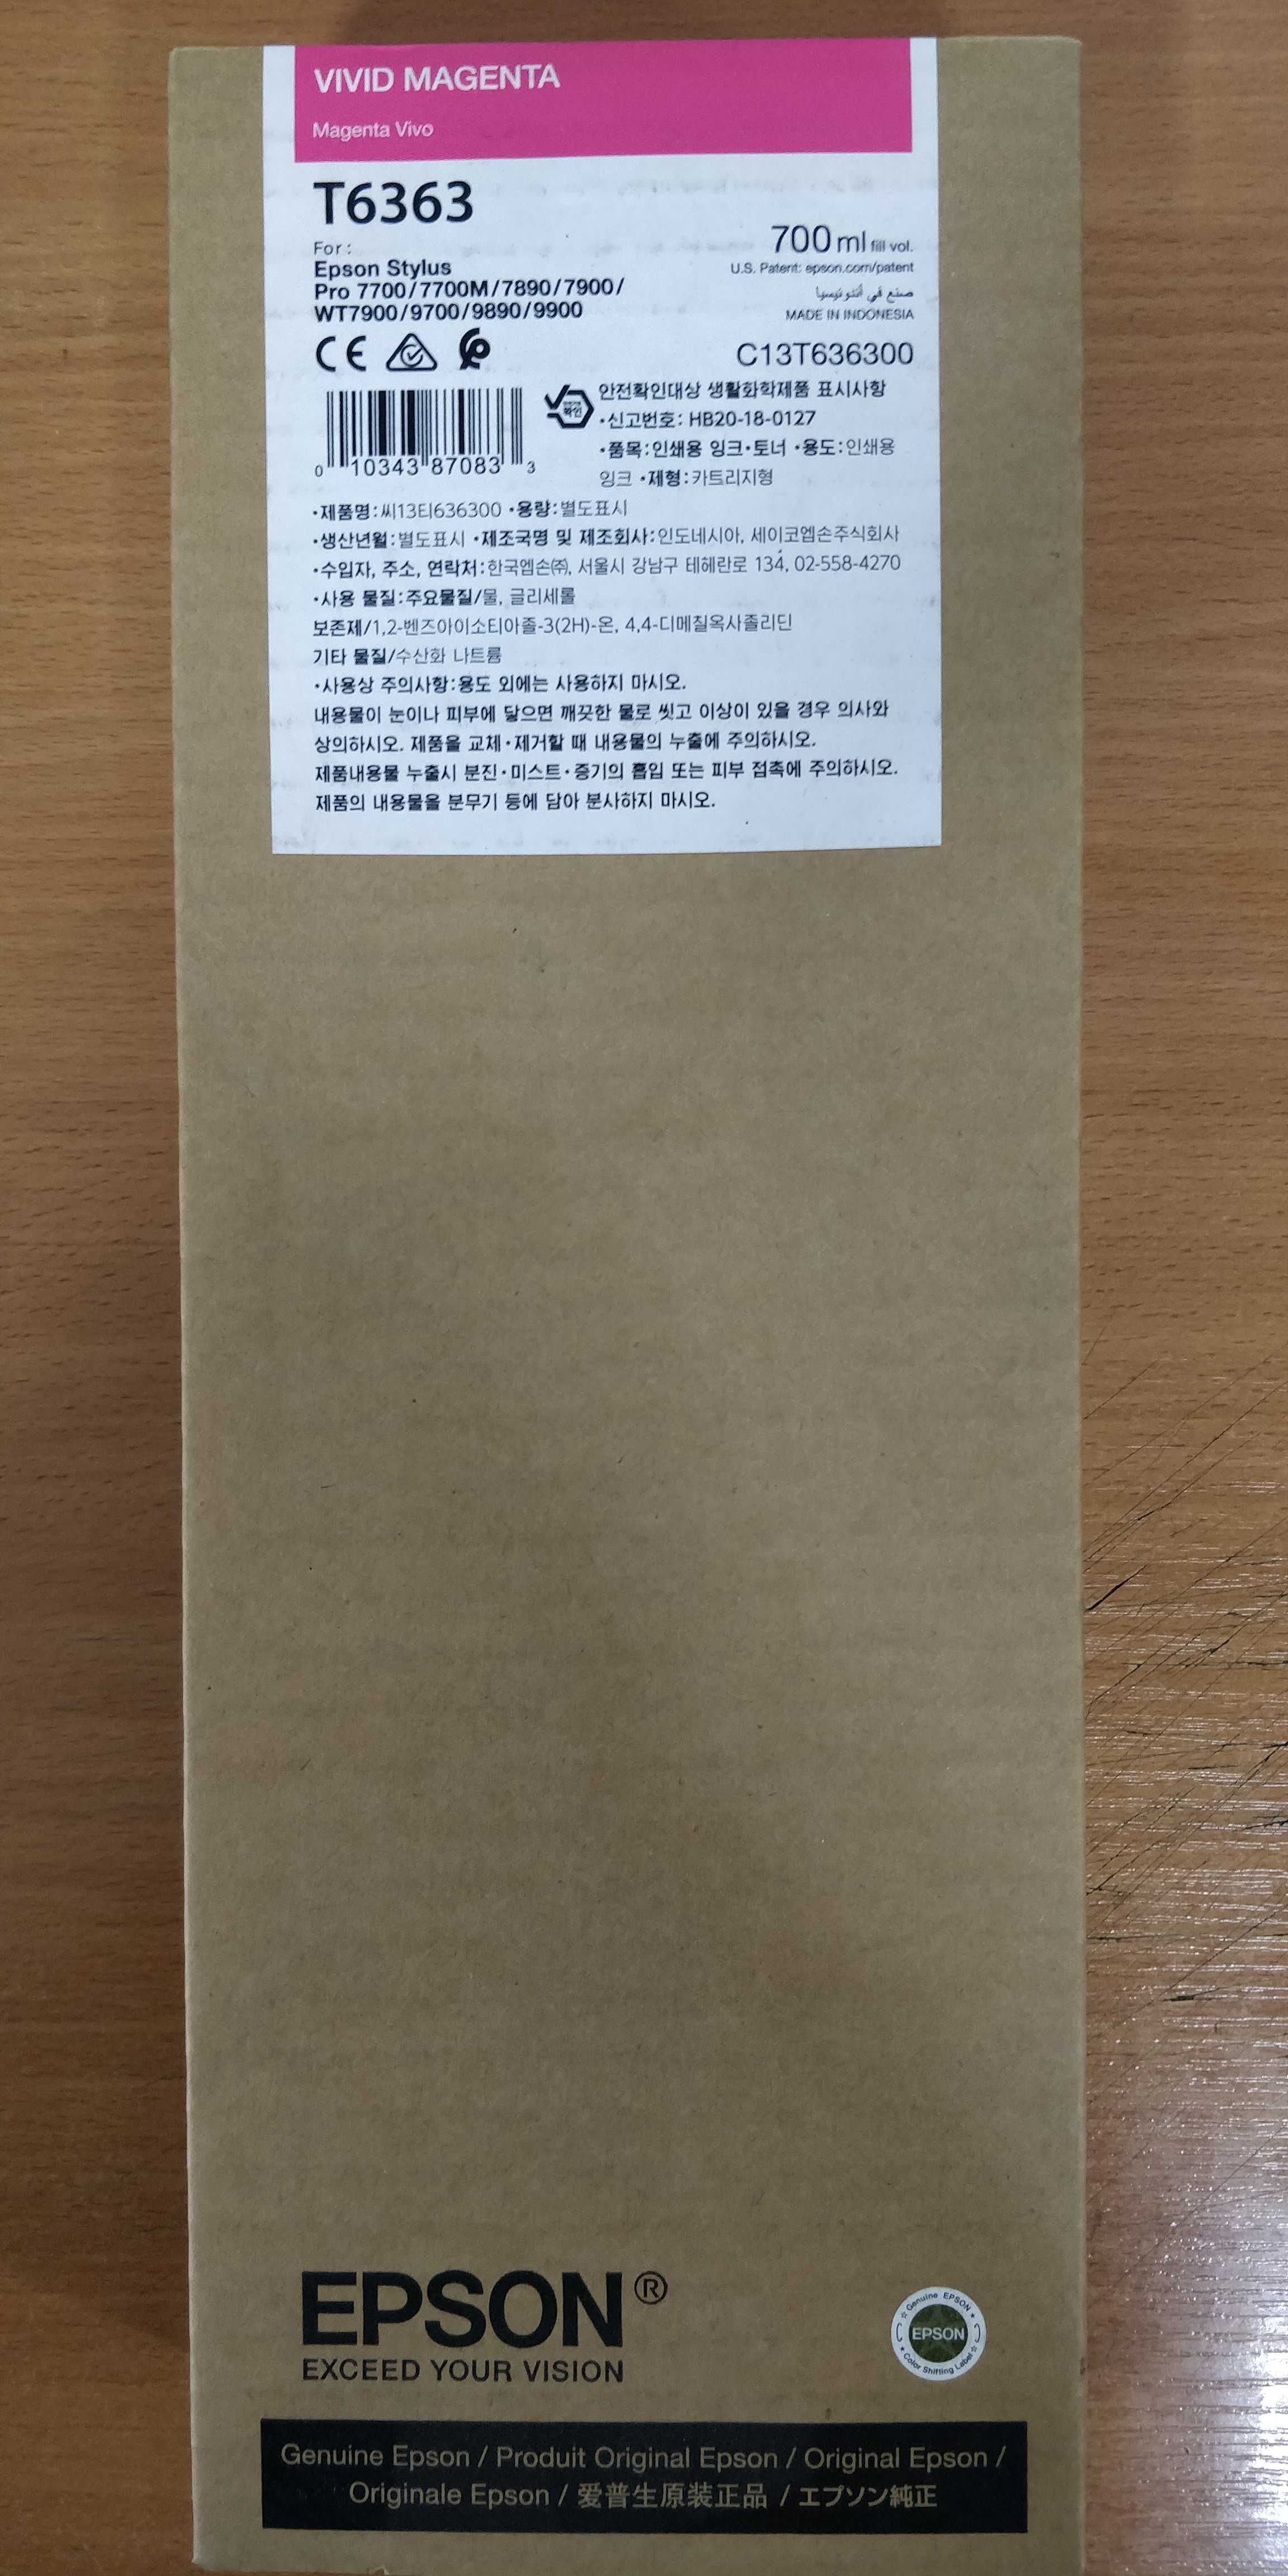 VIVID MAGENTA
Magenta Vivo
T6363
For :
Epson Stylus
Pro 7700/7700M/7890/7900/
WT7900/9700/9890/9900
700 ml fill vol.
U.S. Patent: epson.com/patent
صنع في أندونيسيا
MADE IN INDONESIA
C13T636300
CE
0 10343 87083 3
확인
안전확인대상 생활화학제품 표시사항
•신고번호: HB20-18-0127
•품목:인쇄용 잉크•토너 •용도:인쇄용
잉크 •제형:카트리지형
•제품명:씨13티636300 •용량:별도표시
•생산년월:별도표시 •제조국명 및 제조회사:인도네시아, 세이코엡손주식회사
•수입자, 주소, 연락처:한국엡손㈜, 서울시 강남구 테헤란로 134, 02-558-4270
•사용 물질:주요물질/물, 글리세롤
보존제/1,2-벤즈아이소티아졸-3(2H)-온, 4,4-디메칠옥사졸리딘
기타 물질/수산화 나트륨
•사용상 주의사항:용도 외에는 사용하지 마시오.
내용물이 눈이나 피부에 닿으면 깨끗한 물로 씻고 이상이 있을 경우 의사와
상의하시오. 제품을 교체•제거할 때 내용물의 누출에 주의하시오.
제품내용물 누출시 분진•미스트•증기의 흡입 또는 피부 접촉에 주의하시오.
제품의 내용물을 분무기 등에 담아 분사하지 마시오.
EPSON®
EXCEED YOUR VISION
Genuine EPSON
EPSON
Color Shifting Label
Genuine Epson / Produit Original Epson / Original Epson /
Originale Epson / 爱普生原装正品 / エプソン純正